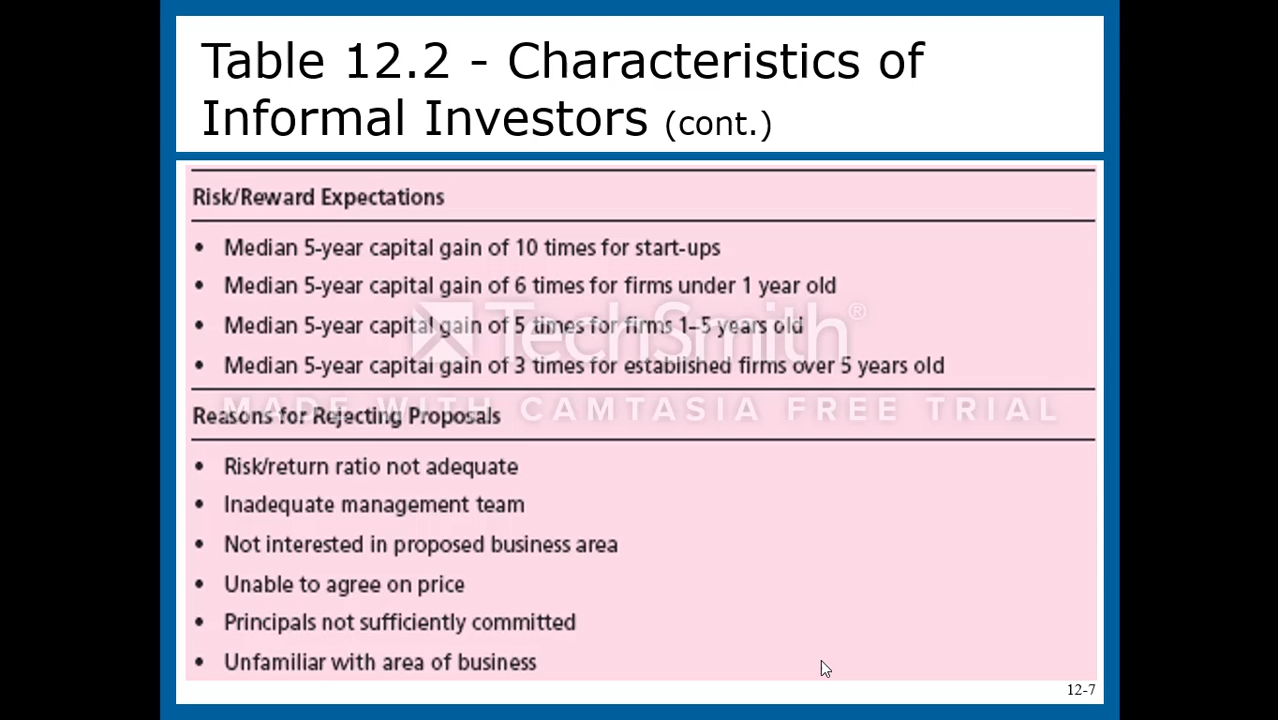 Table 12.2 - Characteristics of
Informal Investors (cont.)
Risk/Reward Expectations
• Median 5-year capital gain of 10 times for start-ups
• Median 5-year capital gain of 6 times for firms under 1 year old
• Median 5-year capital gain of 5 times for firms 1–5 years old
• Median 5-year capital gain of 3 times for established firms over 5 years old
TechSmith®
MADE WITH CAMTASIA FREE TRIAL
Reasons for Rejecting Proposals
• Risk/return ratio not adequate
• Inadequate management team
• Not interested in proposed business area
• Unable to agree on price
• Principals not sufficiently committed
• Unfamiliar with area of business
12-7